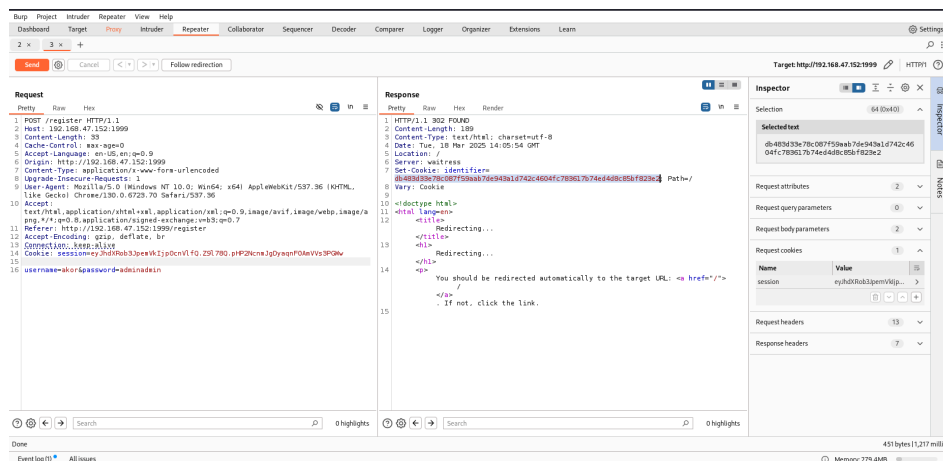 Burp Project Intruder Repeater View Help
Dashboard Target Proxy Intruder Repeater Collaborator Sequencer Decoder Comparer Logger Organizer Extensions Learn Settings
2 × 3 × +
Send Cancel < > Follow redirection Target: http://192.168.47.152:1999 HTTP/1
Request
Pretty Raw Hex
1 POST /register HTTP/1.1
2 Host: 192.168.47.152:1999
3 Content-Length: 33
4 Cache-Control: max-age=0
5 Accept-Language: en-US,en;q=0.9
6 Origin: http://192.168.47.152:1999
7 Content-Type: application/x-www-form-urlencoded
8 Upgrade-Insecure-Requests: 1
9 User-Agent: Mozilla/5.0 (Windows NT 10.0; Win64; x64) AppleWebKit/537.36 (KHTML,
like Gecko) Chrome/130.0.6723.70 Safari/537.36
10 Accept:
text/html,application/xhtml+xml,application/xml;q=0.9,image/avif,image/webp,image/a
png,*/*;q=0.8,application/signed-exchange;v=b3;q=0.7
11 Referer: http://192.168.47.152:1999/register
12 Accept-Encoding: gzip, deflate, br
13 Connection: keep-alive
14 Cookie: session=
15
16 username=akor&password=adminadmin
Search 0 highlights
Response
Pretty Raw Hex Render
1 HTTP/1.1 302 FOUND
2 Content-Length: 189
3 Content-Type: text/html; charset=utf-8
4 Date: Tue, 18 Mar 2025 14:05:54 GMT
5 Location: /
6 Server: waitress
7 Set-Cookie: identifier=
db483d33e78c087f59aab7de943a1d742c4604fc783617b74ed4d8c85bf823e2; Path=/
8 Vary: Cookie
9
10 <!doctype html>
11 <html lang=en>
12 <title>
Redirecting...
</title>
13 <h1>
Redirecting...
</h1>
14 <p>
You should be redirected automatically to the target URL: <a href="/">
/
</a>
. If not, click the link.
15
Search 0 highlights
Inspector
Selection 64 (0x40)
Selected text
db483d33e78c087f59aab7de943a1d742c46
04fc783617b74ed4d8c85bf823e2
Request attributes 2
Request query parameters 0
Request body parameters 2
Request cookies 1
Name Value
session eyJhdXRob3JpemVkIjp...
Request headers 13
Response headers 7
Inspector
Notes
Done 451 bytes | 1,217 milli
Event log (1) All issues Memory: 279.4MB